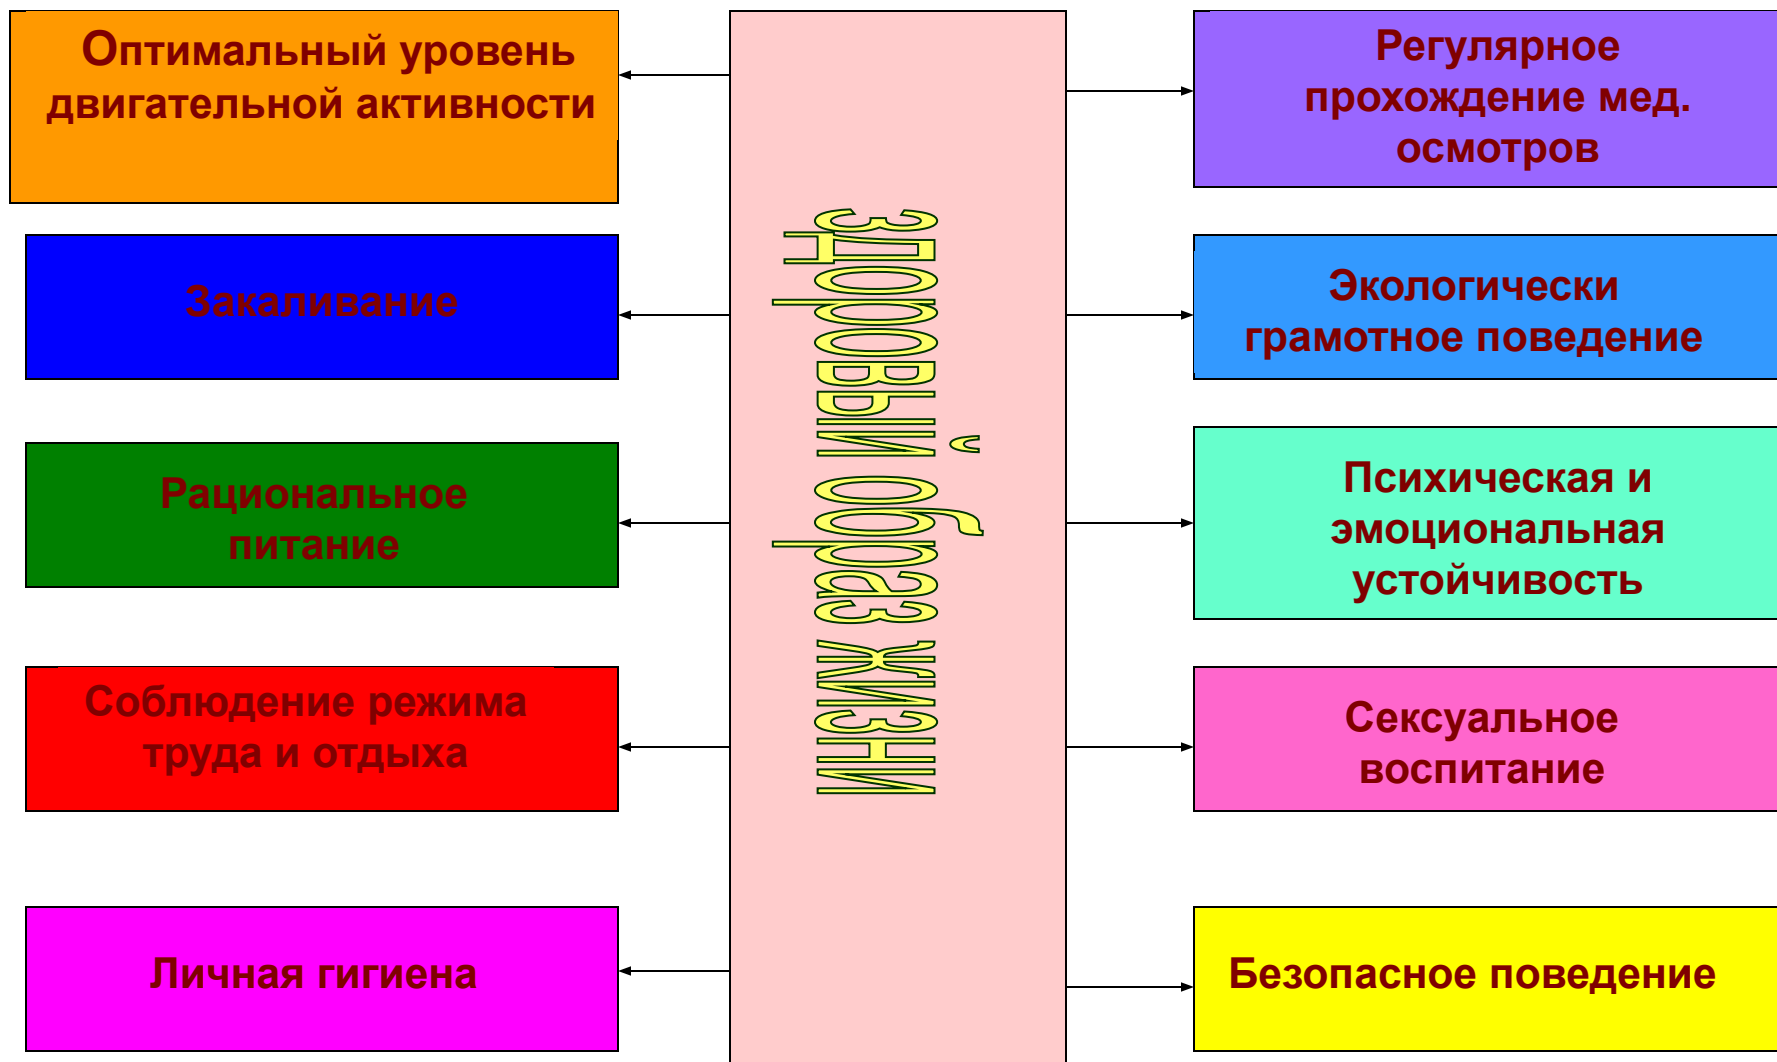 Оптимальный уровень
двигательной активности
Закаливание
Рациональное
питание
Соблюдение режима
труда и отдыха
Личная гигиена
здоровый образ жизни
Регулярное
прохождение мед.
осмотров
Экологически
грамотное поведение
Психическая и
эмоциональная
устойчивость
Сексуальное
воспитание
Безопасное поведение